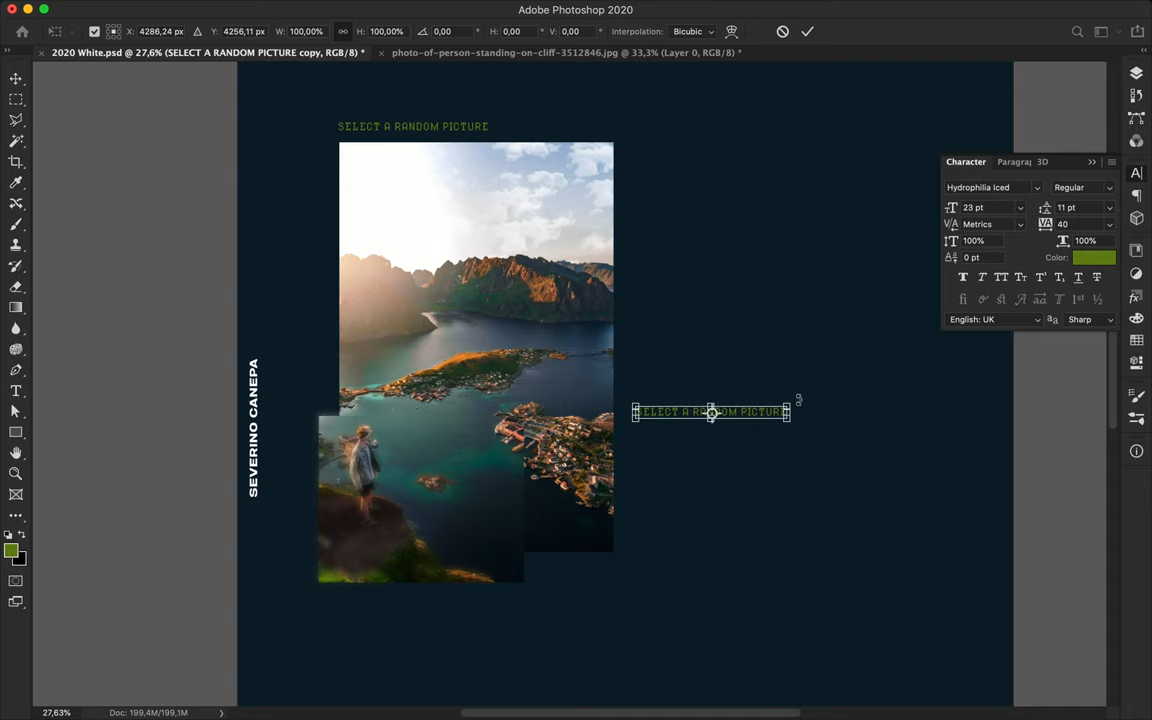 Adobe Photoshop 2020
X: 4286,24 px Y: 4256,11 px W: 100,00% H: 100,00% 0,00 ° H: 0,00 ° V: 0,00 ° Interpolation: Bicubic
2020 White.psd @ 27,6% (SELECT A RANDOM PICTURE copy, RGB/8) * photo-of-person-standing-on-cliff-3512846.jpg @ 33,3% (Layer 0, RGB/8) *
SELECT A RANDOM PICTURE
Character Paragraj 3D
Hydrophilia Iced Regular
23 pt 11 pt
Metrics 40
100% 100%
0 pt Color:
English: UK Sharp
SEVERINO CANEPA
SELECT A RANDOM PICTURE
27,63% Doc: 199,4M/199,1M